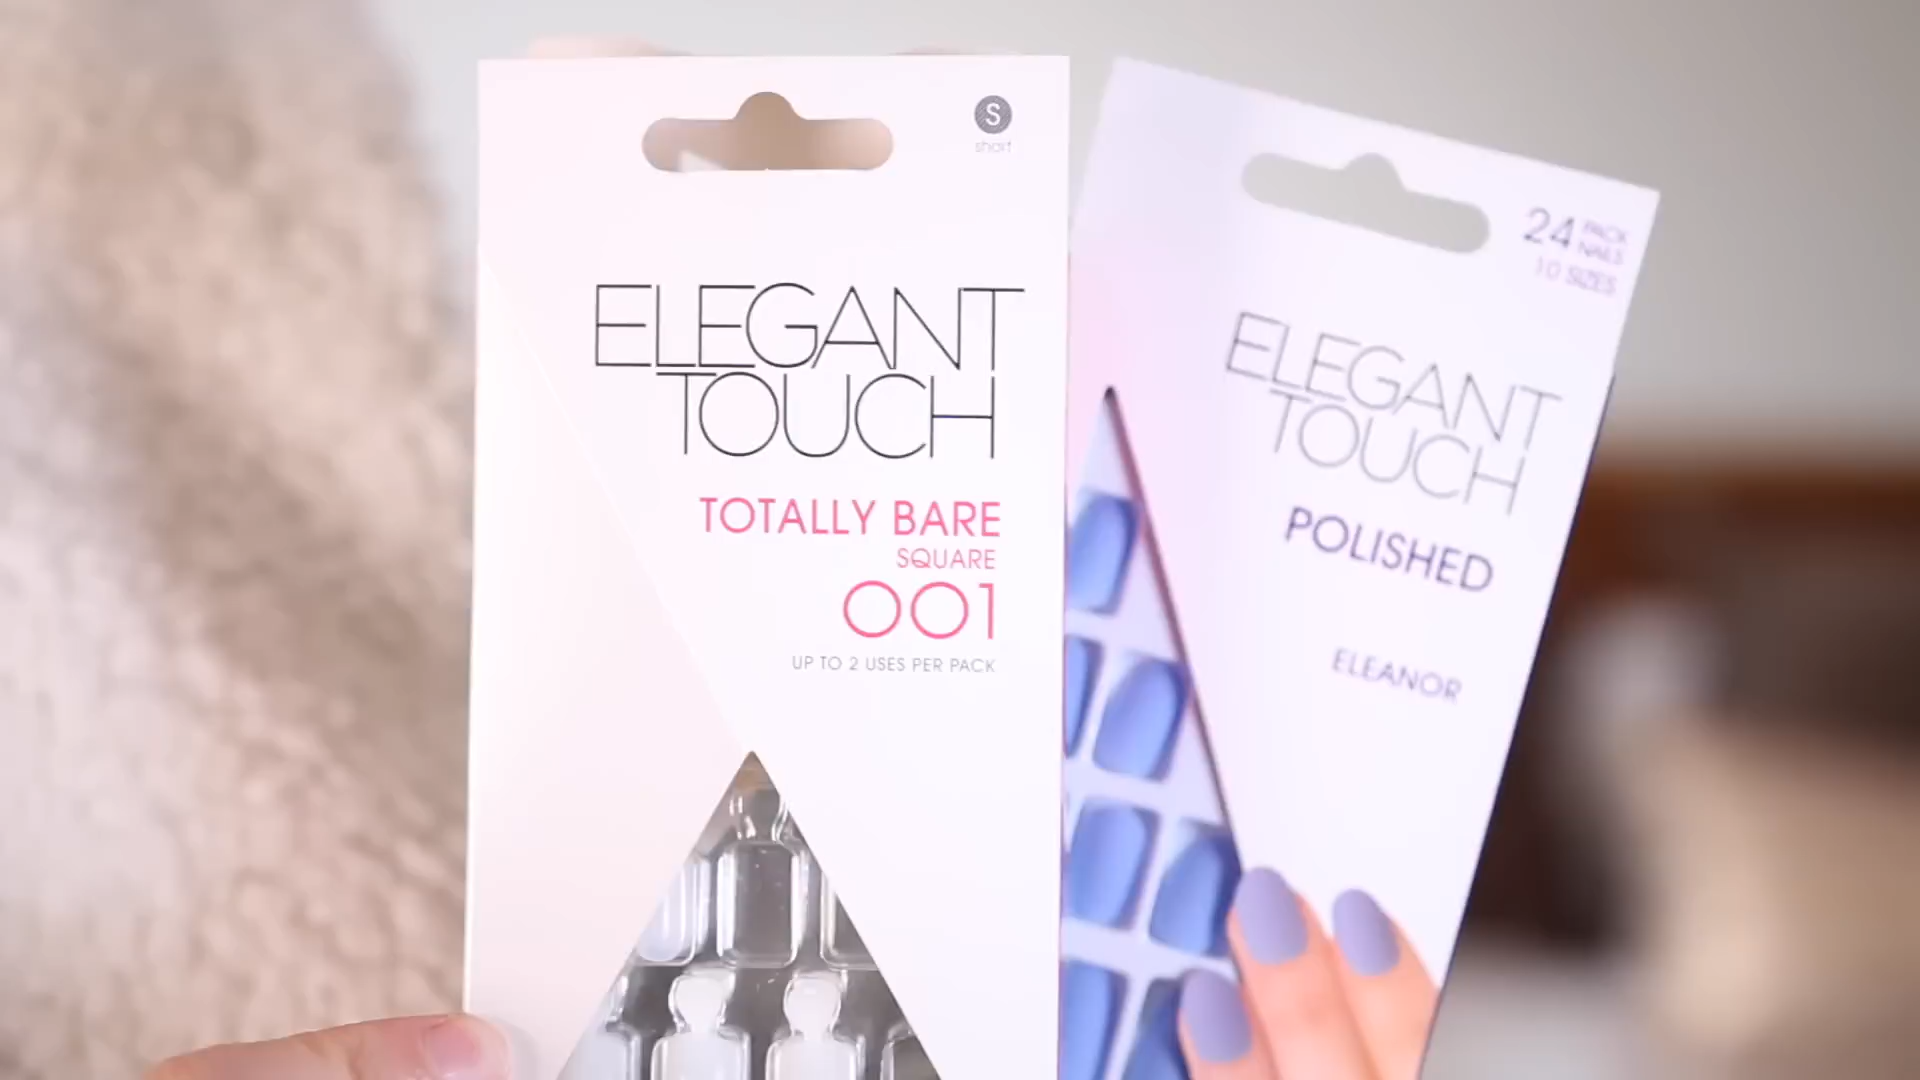 S
short
ELEGANT
TOUCH
TOTALLY BARE
SQUARE
001
UP TO 2 USES PER PACK
24 PACK NAILS
10 SIZES
ELEGANT
TOUCH
POLISHED
ELEANOR